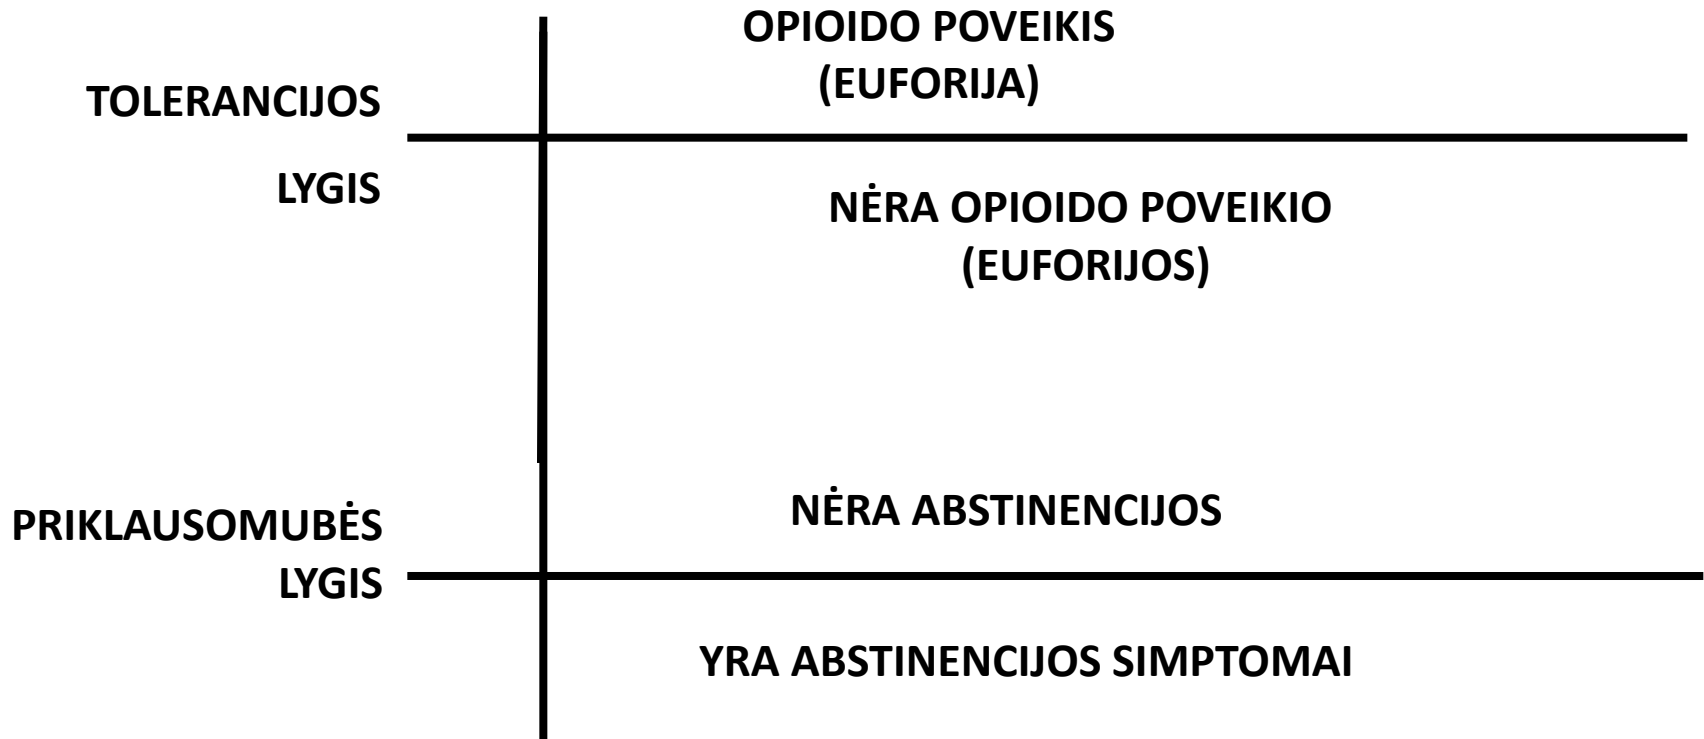 OPIOIDO POVEIKIS
(EUFORIJA)
TOLERANCIJOS
LYGIS
NĖRA OPIOIDO POVEIKIO
(EUFORIJOS)
NĖRA ABSTINENCIJOS
PRIKLAUSOMUBĖS
LYGIS
YRA ABSTINENCIJOS SIMPTOMAI